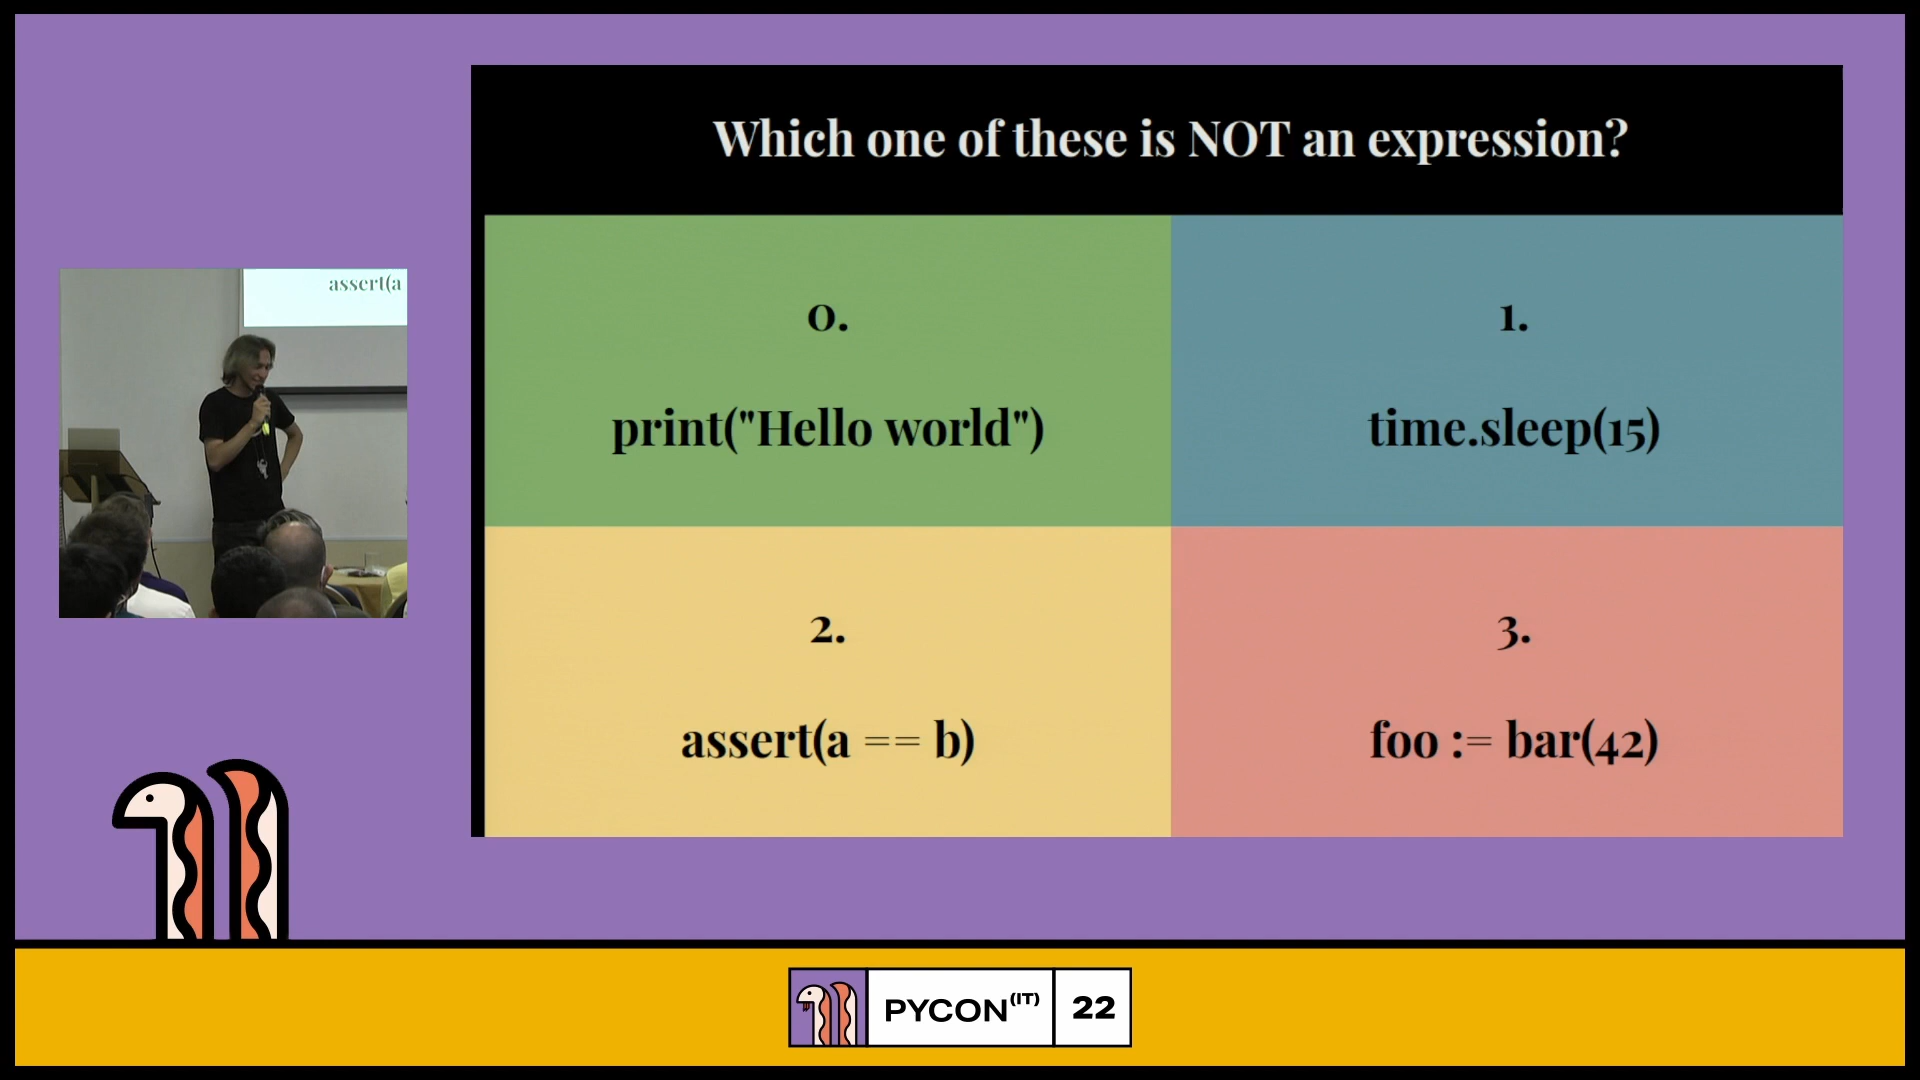 Which one of these is NOT an expression?
0.
print("Hello world")
1.
time.sleep(15)
2.
assert(a == b)
3.
foo := bar(42)
assert(a
PYCON(IT) 22